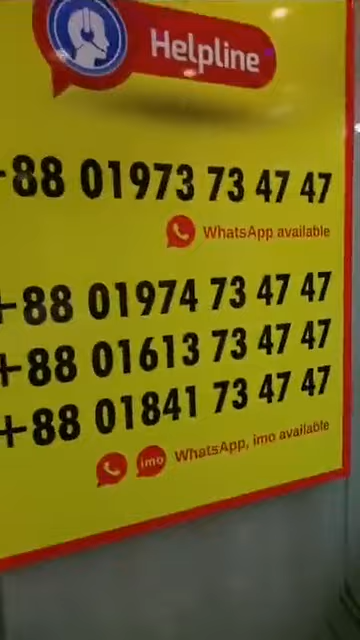 Helpline
+88 01973 73 47 47
WhatsApp available
+88 01974 73 47 47
+88 01613 73 47 47
+88 01841 73 47 47
imo WhatsApp, imo available